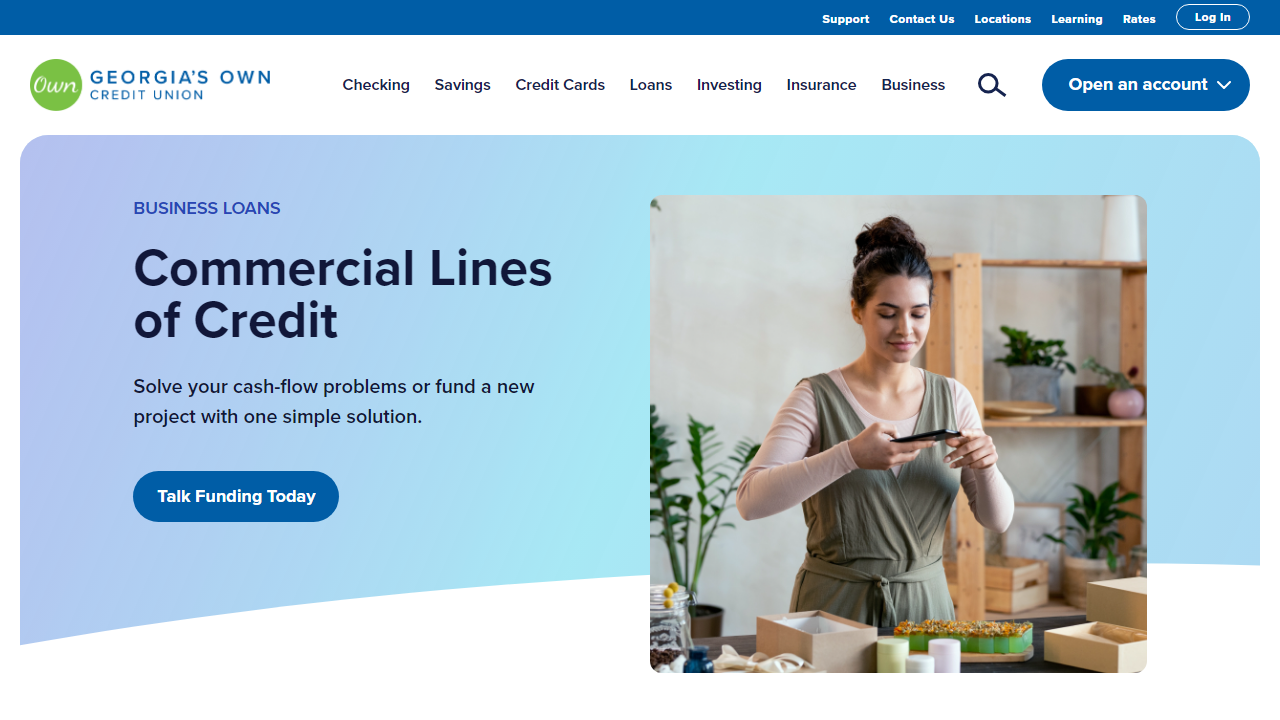 Support Contact Us Locations Learning Rates Log In
Own GEORGIA'S OWN
CREDIT UNION
Checking Savings Credit Cards Loans Investing Insurance Business Open an account
BUSINESS LOANS
Commercial Lines
of Credit
Solve your cash-flow problems or fund a new
project with one simple solution.
Talk Funding Today